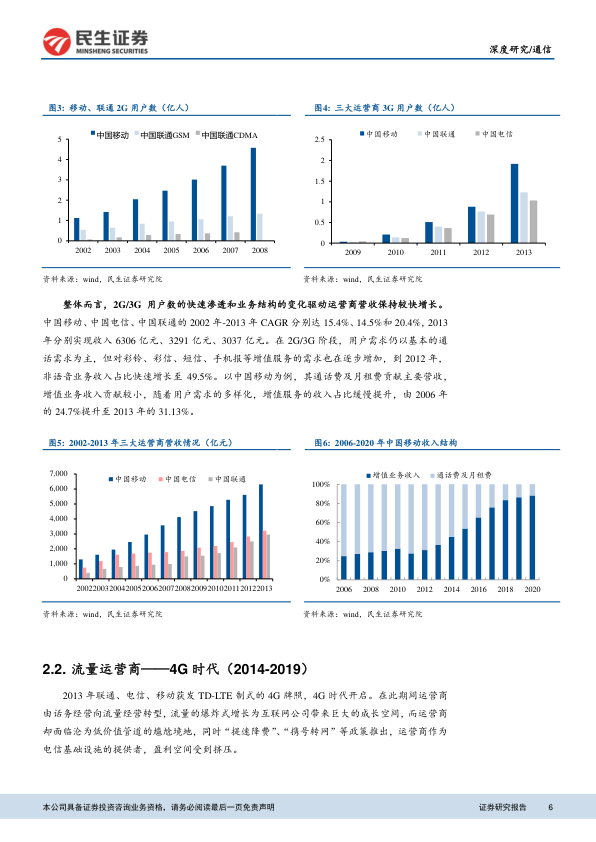 民生证券
MINSHENG SECURITIES
深度研究/通信
图3: 移动、联通 2G 用户数（亿人）
中国移动 中国联通GSM 中国联通CDMA
5
4
3
2
1
0
2002 2003 2004 2005 2006 2007 2008
资料来源：wind，民生证券研究院
图4: 三大运营商 3G 用户数（亿人）
中国移动 中国联通 中国电信
2.5
2
1.5
1
0.5
0
2009 2010 2011 2012 2013
资料来源：wind，民生证券研究院
整体而言，2G/3G 用户数的快速渗透和业务结构的变化驱动运营商营收保持较快增长。
中国移动、中国电信、中国联通的 2002 年-2013 年 CAGR 分别达 15.4%、14.5%和 20.4%, 2013
年分别实现收入 6306 亿元、3291 亿元、3037 亿元。在 2G/3G 阶段，用户需求仍以基本的通
话需求为主，但对彩铃、彩信、短信、手机报等增值服务的需求也在逐步增加，到 2012 年，
非语音业务收入占比快速增长至 49.5%。以中国移动为例，其通话费及月租费贡献主要营收，
增值业务收入贡献较小，随着用户需求的多样化，增值服务的收入占比缓慢提升，由 2006 年
的 24.7%提升至 2013 年的 31.13%。
图5: 2002-2013 年三大运营商营收情况（亿元）
中国移动 中国电信 中国联通
7,000
6,000
5,000
4,000
3,000
2,000
1,000
0
2002 2003 2004 2005 2006 2007 2008 2009 2010 2011 2012 2013
资料来源：wind，民生证券研究院
图6: 2006-2020 年中国移动收入结构
增值业务收入 通话费及月租费
100%
80%
60%
40%
20%
0%
2006 2008 2010 2012 2014 2016 2018 2020
资料来源：wind，民生证券研究院
2.2. 流量运营商——4G 时代（2014-2019）
2013 年联通、电信、移动获发 TD-LTE 制式的 4G 牌照，4G 时代开启。在此期间运营商
由话务经营向流量经营转型，流量的爆炸式增长为互联网公司带来巨大的成长空间，而运营商
却面临沦为低价值管道的尴尬境地，同时“提速降费”、“携号转网”等政策推出，运营商作为
电信基础设施的提供者，盈利空间受到挤压。
本公司具备证券投资咨询业务资格，请务必阅读最后一页免责声明
证券研究报告 6